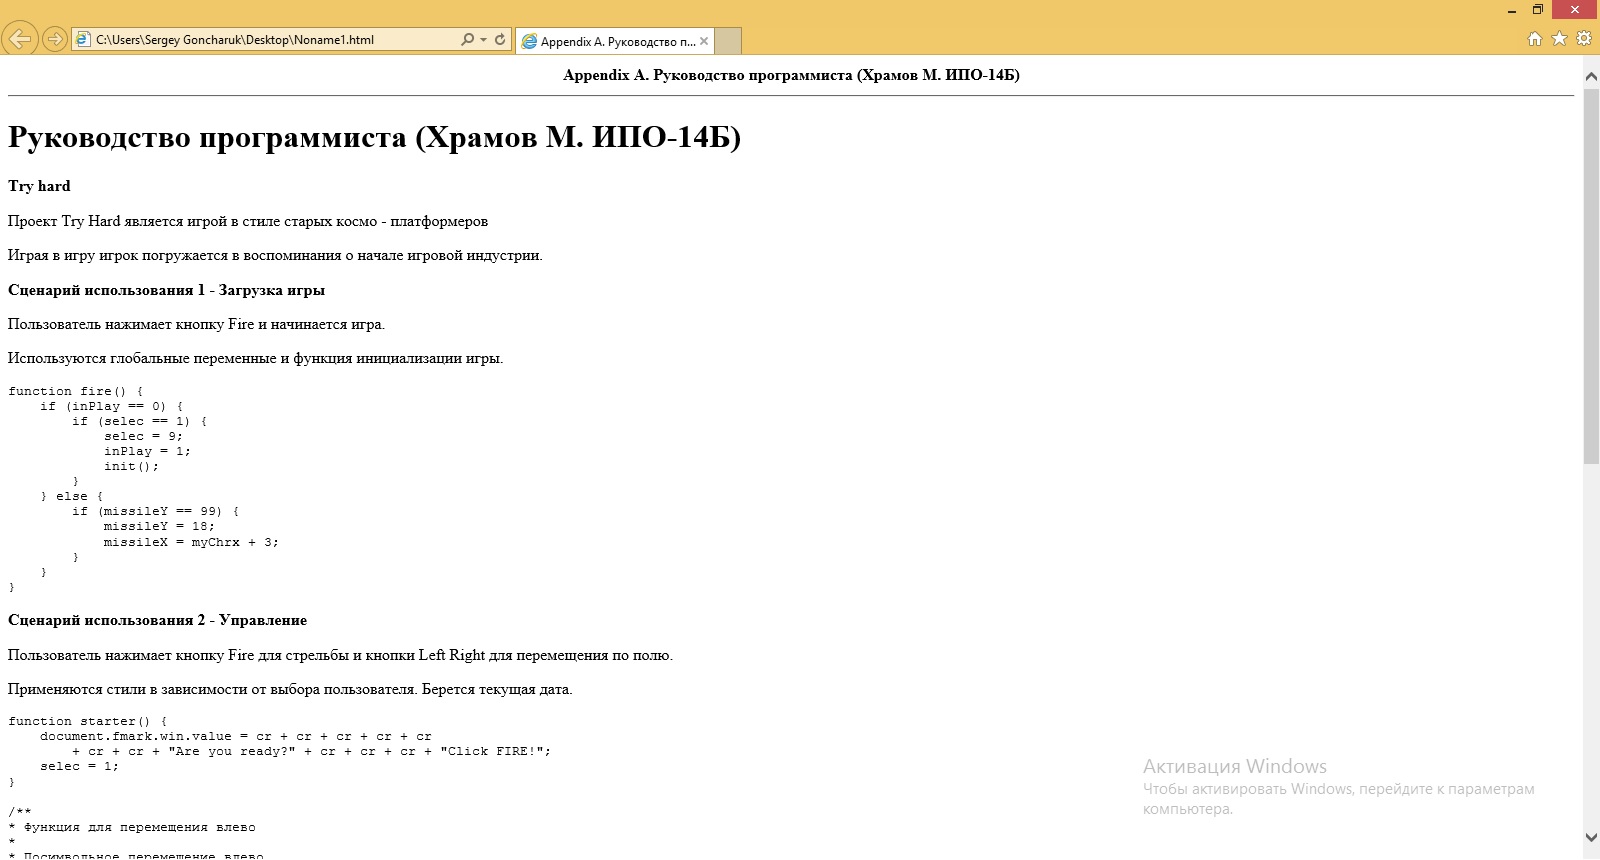 C:\Users\Sergey Goncharuk\Desktop\Noname1.html
Appendix A. Руководство п...
Appendix A. Руководство программиста (Храмов М. ИПО-14Б)
Руководство программиста (Храмов М. ИПО-14Б)
Try hard
Проект Try Hard является игрой в стиле старых космо - платформеров
Играя в игру игрок погружается в воспоминания о начале игровой индустрии.
Сценарий использования 1 - Загрузка игры
Пользователь нажимает кнопку Fire и начинается игра.
Используются глобальные переменные и функция инициализации игры.
function fire() {
    if (inPlay == 0) {
        if (selec == 1) {
            selec = 9;
            inPlay = 1;
            init();
        }
    } else {
        if (missileY == 99) {
            missileY = 18;
            missileX = myChrx + 3;
        }
    }
}
Сценарий использования 2 - Управление
Пользователь нажимает кнопку Fire для стрельбы и кнопки Left Right для перемещения по полю.
Применяются стили в зависимости от выбора пользователя. Берется текущая дата.
function starter() {
    document.fmark.win.value = cr + cr + cr + cr + cr
        + cr + cr + "Are you ready?" + cr + cr + cr + "Click FIRE!";
    selec = 1;
}
/**
* Функция для перемещения влево
*
* Посимвольное перемещение влево
Активация Windows
Чтобы активировать Windows, перейдите к параметрам
компьютера.